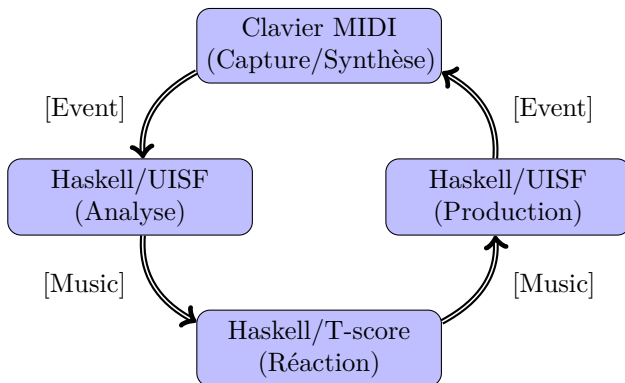 Clavier MIDI
(Capture/Synthèse)
[Event]
[Event]
Haskell/UISF
(Analyse)
Haskell/UISF
(Production)
[Music]
[Music]
Haskell/T-score
(Réaction)